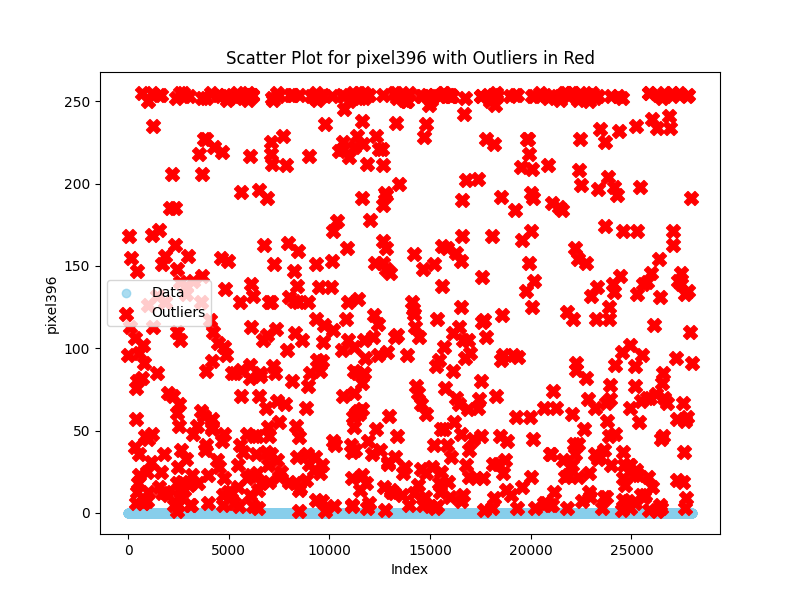 Scatter Plot for pixel396 with Outliers in Red
250
200
150
100
50
0
pixel396
Data
Outliers
0 5000 10000 15000 20000 25000
Index